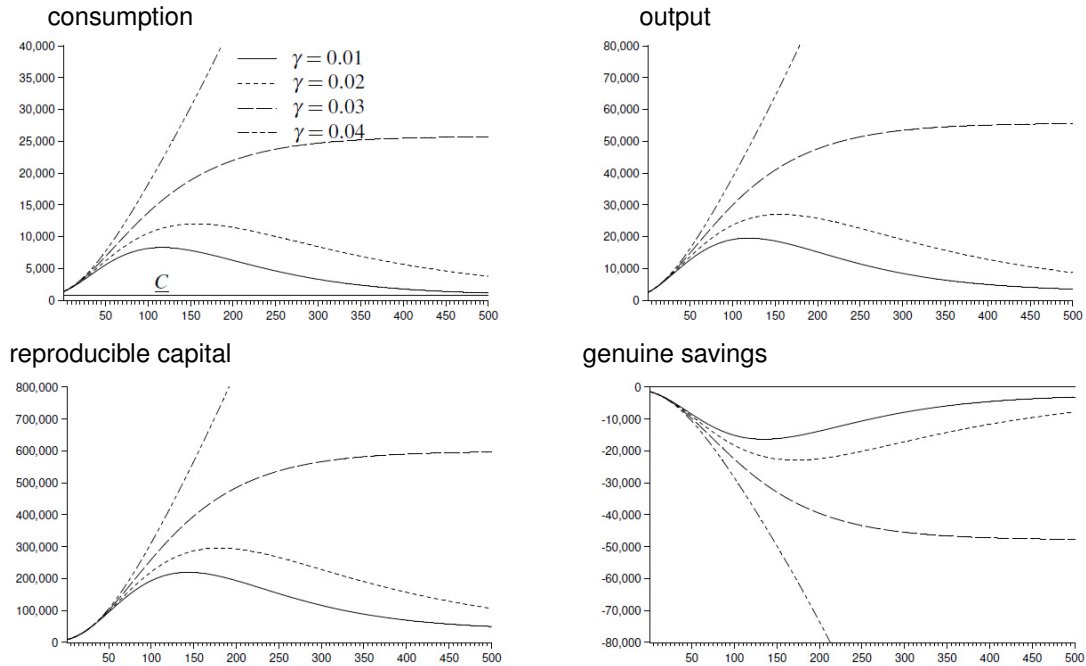 consumption
40,000
35,000
30,000
25,000
20,000
15,000
10,000
5,000
0
50 100 150 200 250 300 350 400 450 500
γ = 0.01
γ = 0.02
γ = 0.03
γ = 0.04
C
output
80,000
70,000
60,000
50,000
40,000
30,000
20,000
10,000
0
50 100 150 200 250 300 350 400 450 500
reproducible capital
800,000
700,000
600,000
500,000
400,000
300,000
200,000
100,000
0
50 100 150 200 250 300 350 400 450 500
genuine savings
0
-10,000
-20,000
-30,000
-40,000
-50,000
-60,000
-70,000
-80,000
50 100 150 200 250 300 350 400 450 500